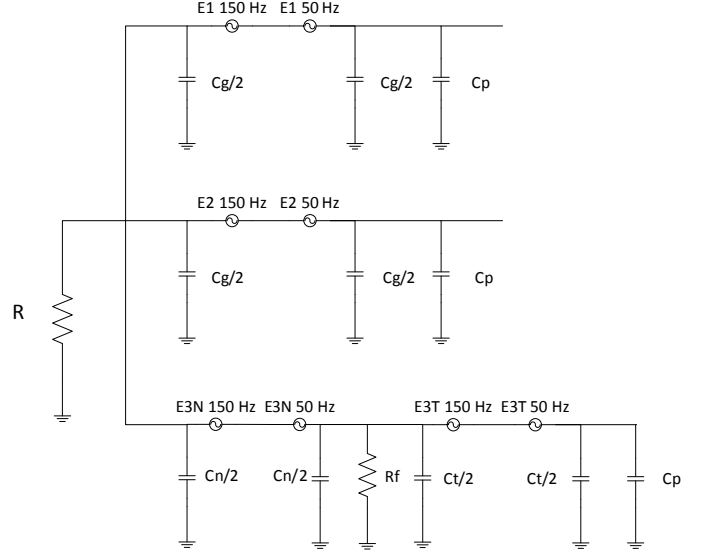 E1 150 Hz E1 50 Hz
Cg/2 Cg/2 Cp
E2 150 Hz E2 50 Hz
Cg/2 Cg/2 Cp
R
E3N 150 Hz E3N 50 Hz E3T 150 Hz E3T 50 Hz
Cn/2 Cn/2 Rf Ct/2 Ct/2 Cp